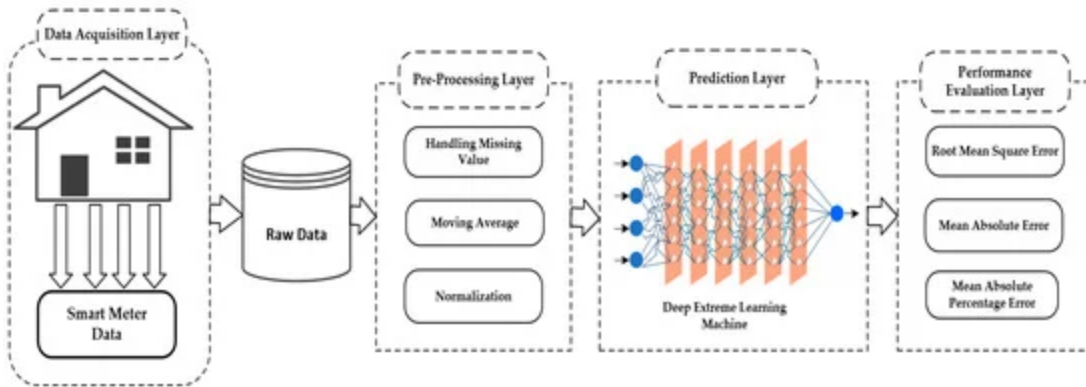 Data Acquisition Layer
Smart Meter
Data
Raw Data
Pre-Processing Layer
Handling Missing
Value
Moving Average
Normalization
Prediction Layer
Deep Extreme Learning
Machine
Performance
Evaluation Layer
Root Mean Square Error
Mean Absolute Error
Mean Absolute
Percentage Error